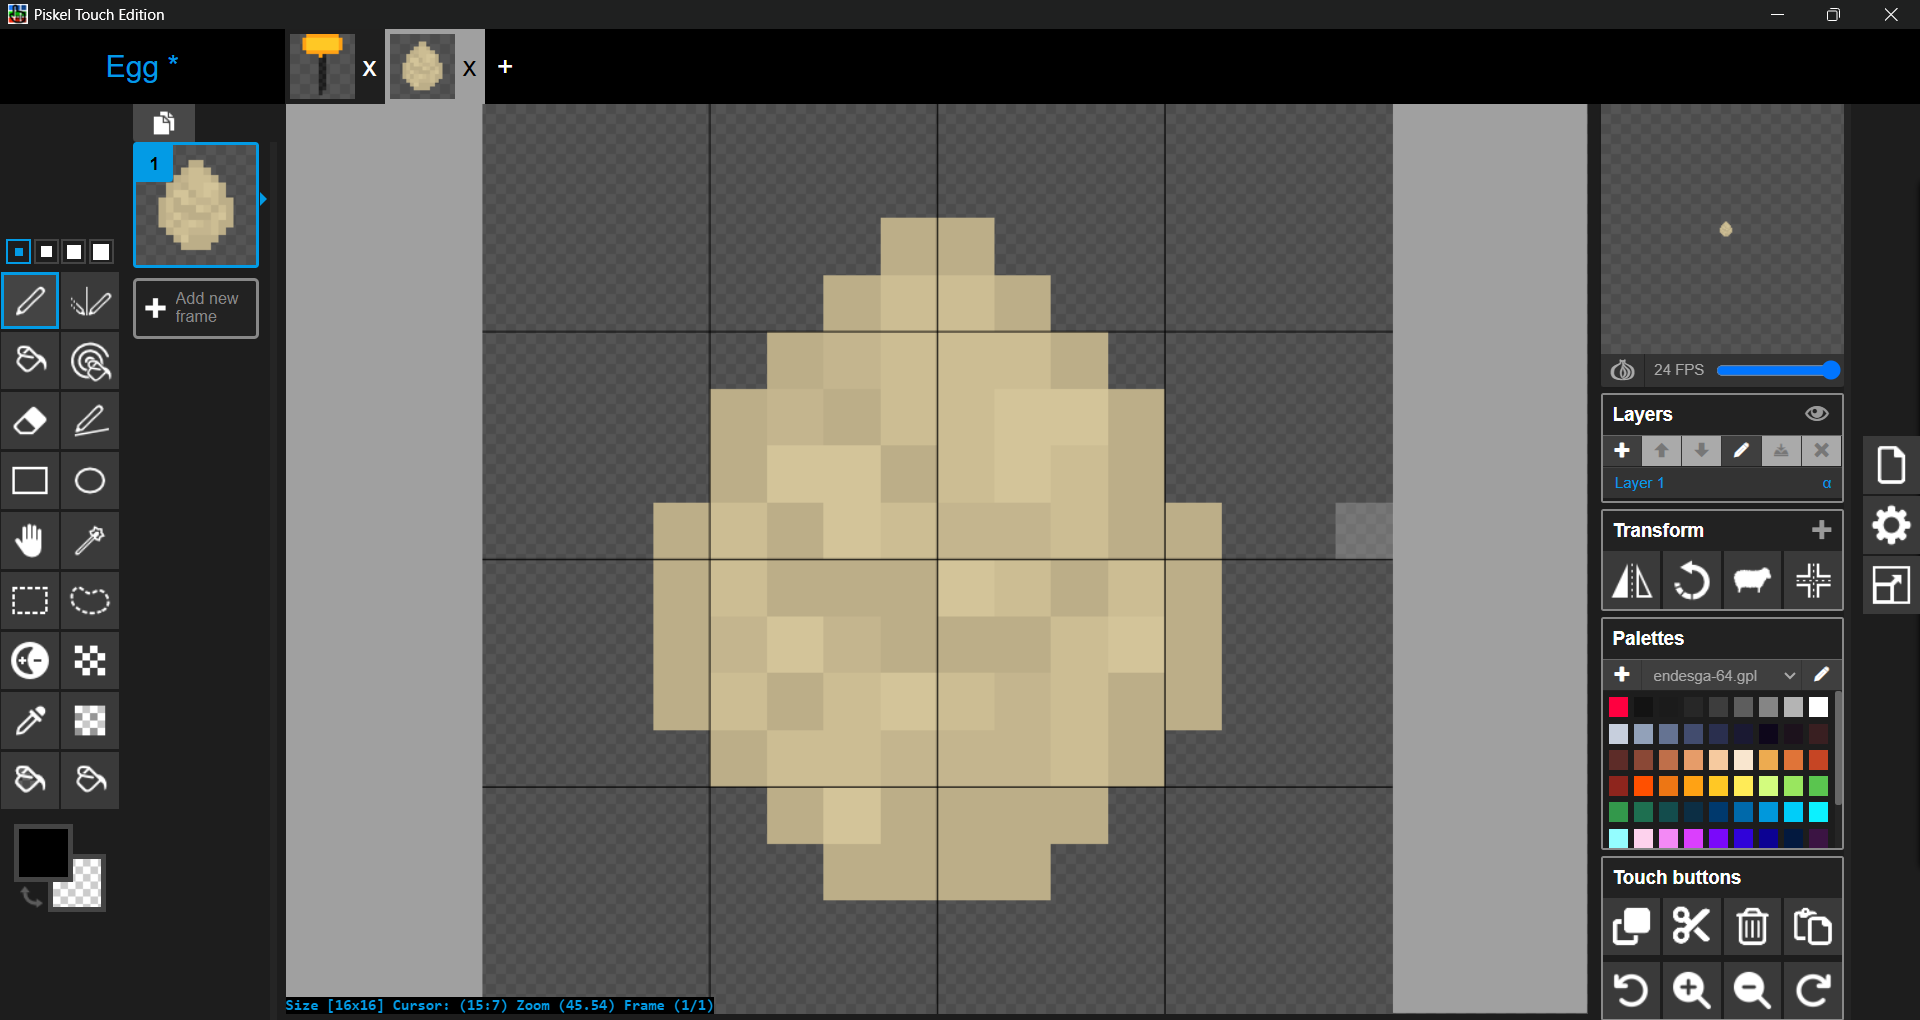 Piskel Touch Edition
Egg *
X
X
+
1
Add new
frame
24 FPS
Layers
Layer 1
α
Transform
Palettes
endesga-64.gpl
Touch buttons
Size [16x16] Cursor: (15:7) Zoom (45.54) Frame (1/1)